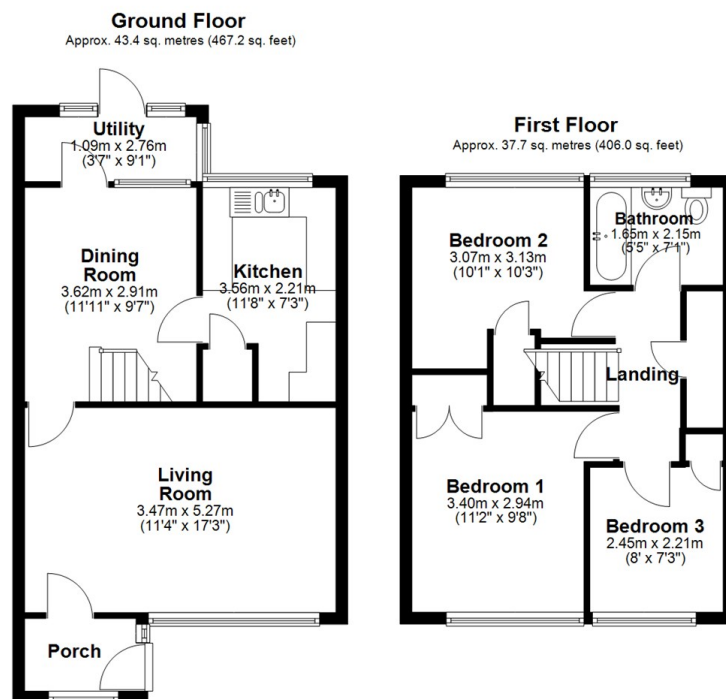 Ground Floor
Approx. 43.4 sq. metres (467.2 sq. feet)
Utility
1.09m x 2.76m
(3'7" x 9'1")
Dining
Room
3.62m x 2.91m
(11'11" x 9'7")
Kitchen
3.56m x 2.21m
(11'8" x 7'3")
Living
Room
3.47m x 5.27m
(11'4" x 17'3")
Porch
First Floor
Approx. 37.7 sq. metres (406.0 sq. feet)
Bedroom 2
3.07m x 3.13m
(10'1" x 10'3")
Bathroom
1.65m x 2.15m
(5'5" x 7'1")
Landing
Bedroom 1
3.40m x 2.94m
(11'2" x 9'8")
Bedroom 3
2.45m x 2.21m
(8' x 7'3")